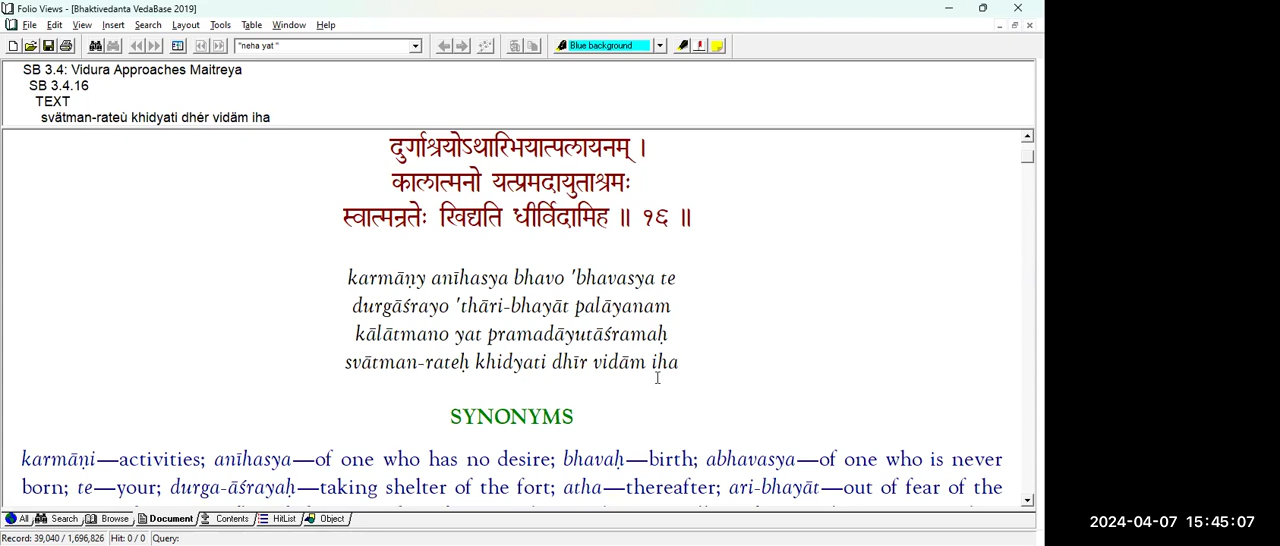 Folio Views - [Bhaktivedanta VedaBase 2019]
File Edit View Insert Search Layout Tools Table Window Help
"neha yat "
Blue background
SB 3.4: Vidura Approaches Maitreya
SB 3.4.16
TEXT
svätman-rateù khidyati dhér vidäm iha
दुर्गाश्रयोऽथारिभयात्पलायनम् ।
कालात्मनो यत्प्रमदायुताश्रमः
स्वात्मन्रतेः खिद्यति धीर्विदामिह ॥ १६ ॥
karmāṇy anīhasya bhavo 'bhavasya te
durgāśrayo 'thāri-bhayāt palāyanam
kālātmano yat pramadāyutāśramaḥ
svātman-rateḥ khidyati dhīr vidām iha
SYNONYMS
karmāṇi—activities; anīhasya—of one who has no desire; bhavaḥ—birth; abhavasya—of one who is never
born; te—your; durga-āśrayaḥ—taking shelter of the fort; atha—thereafter; ari-bhayāt—out of fear of the
All Search Browse Document Contents HitList Object
Record: 39,040 / 1,696,826 Hit: 0 / 0 Query:
2024-04-07 15:45:07